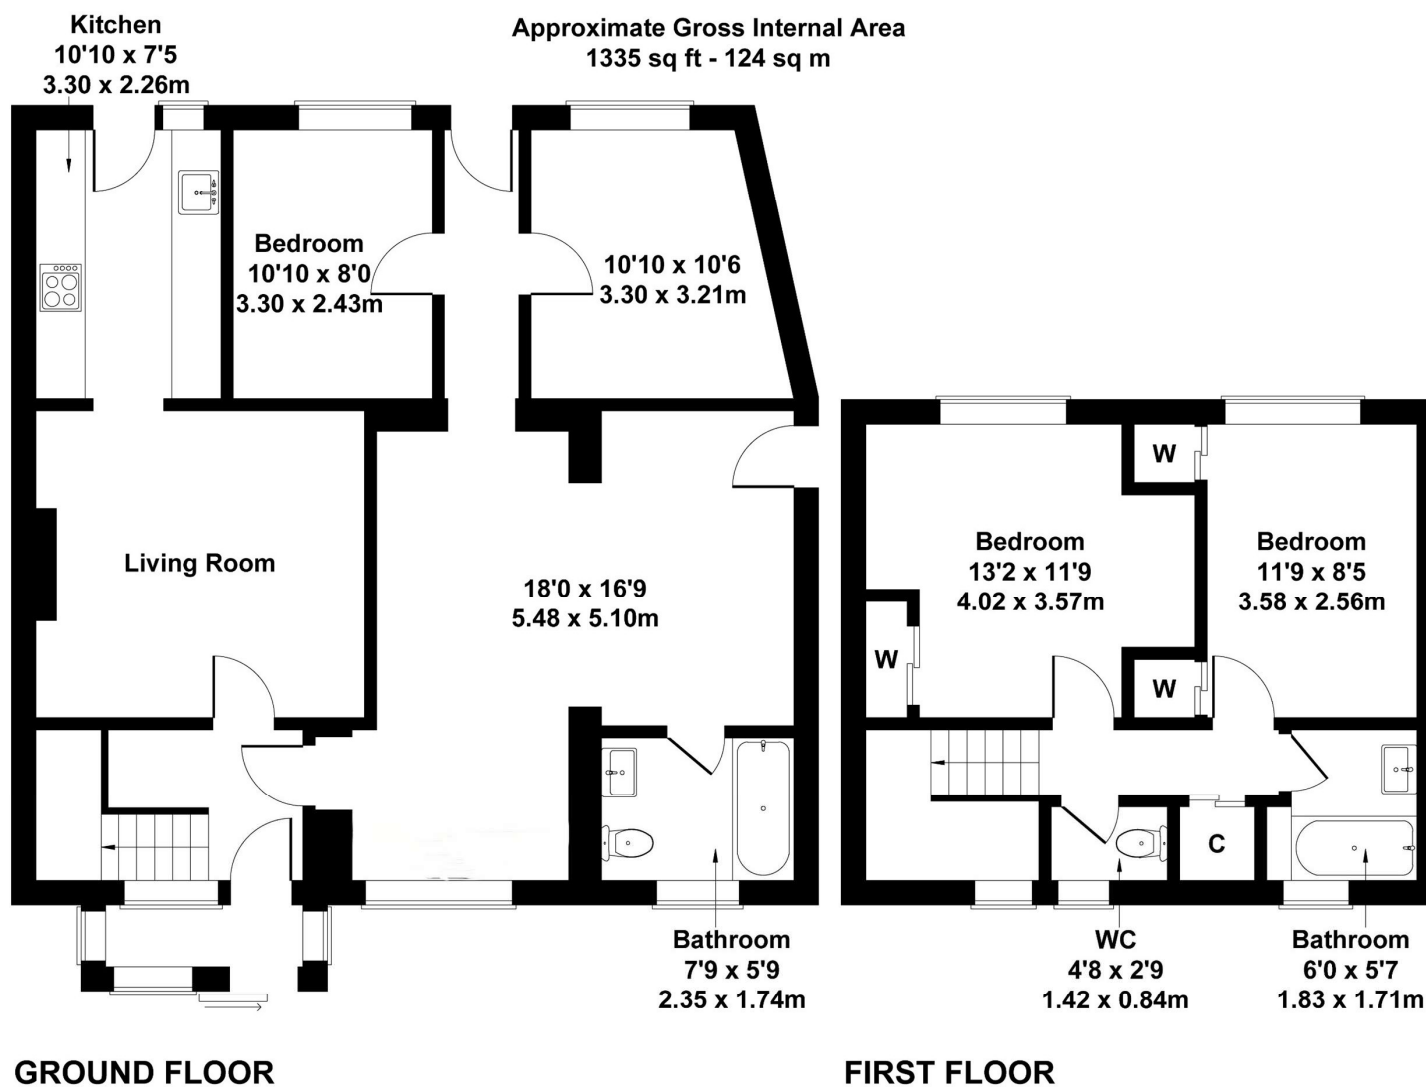 Kitchen
10'10 x 7'5
3.30 x 2.26m
Approximate Gross Internal Area
1335 sq ft - 124 sq m
Bedroom
10'10 x 8'0
3.30 x 2.43m
10'10 x 10'6
3.30 x 3.21m
Living Room
18'0 x 16'9
5.48 x 5.10m
Bathroom
7'9 x 5'9
2.35 x 1.74m
GROUND FLOOR
W
Bedroom
13'2 x 11'9
4.02 x 3.57m
Bedroom
11'9 x 8'5
3.58 x 2.56m
W
W
C
WC
4'8 x 2'9
1.42 x 0.84m
Bathroom
6'0 x 5'7
1.83 x 1.71m
FIRST FLOOR